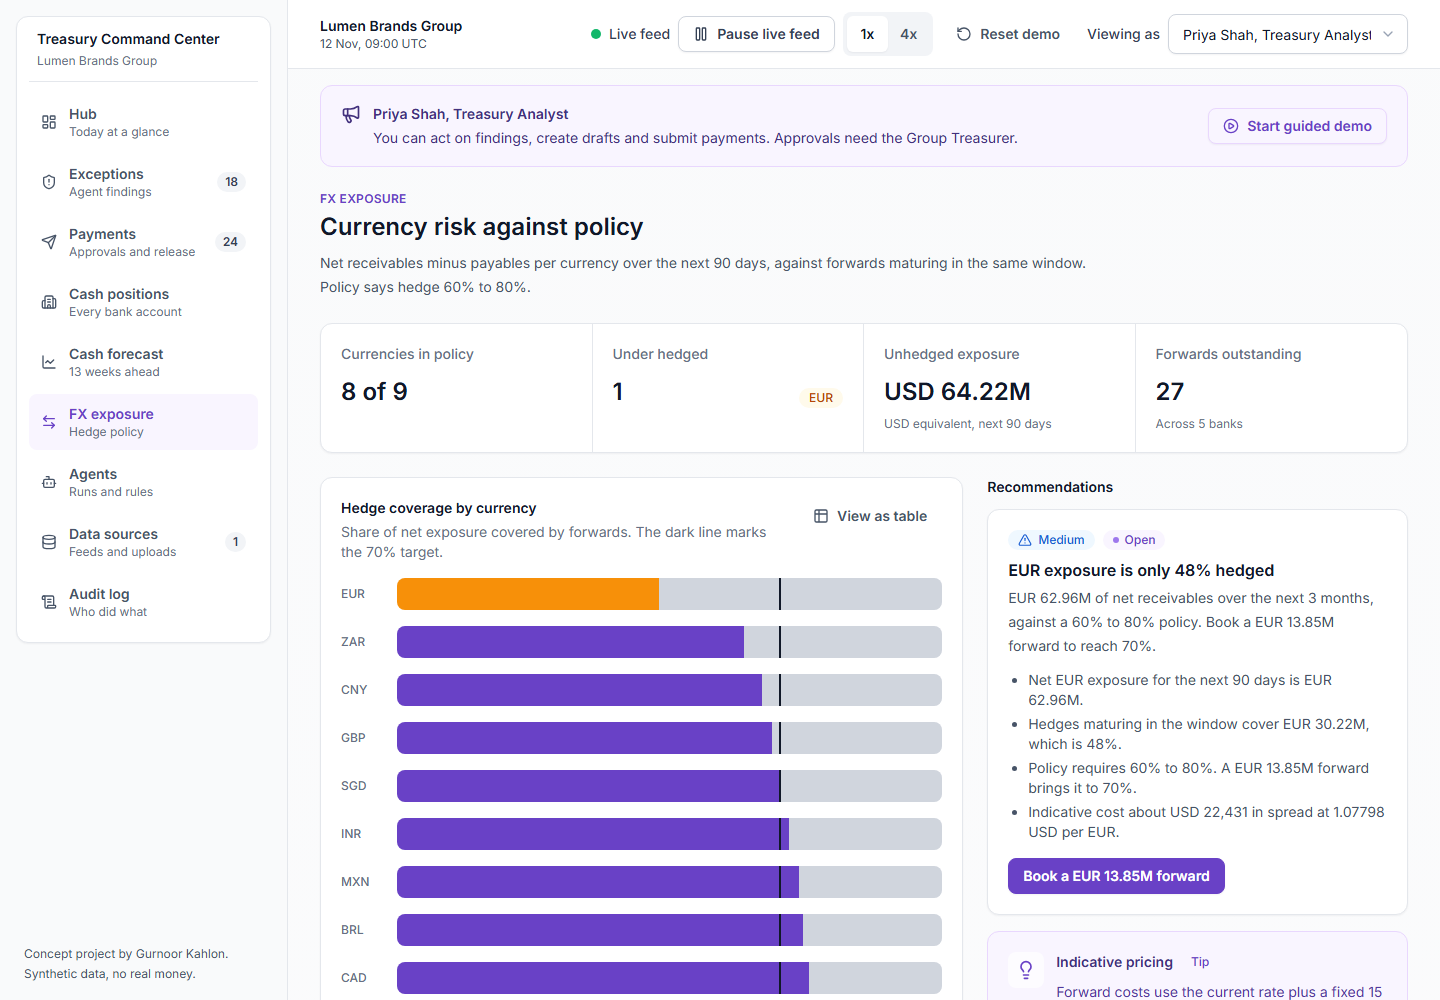 Treasury Command Center
Lumen Brands Group
Hub
Today at a glance
Exceptions
Agent findings
18
Payments
Approvals and release
24
Cash positions
Every bank account
Cash forecast
13 weeks ahead
FX exposure
Hedge policy
Agents
Runs and rules
Data sources
Feeds and uploads
1
Audit log
Who did what
Concept project by Gurnoor Kahlon.
Synthetic data, no real money.
Lumen Brands Group
12 Nov, 09:00 UTC
Live feed
Pause live feed
1x
4x
Reset demo
Viewing as
Priya Shah, Treasury Analyst
Priya Shah, Treasury Analyst
You can act on findings, create drafts and submit payments. Approvals need the Group Treasurer.
Start guided demo
FX EXPOSURE
Currency risk against policy
Net receivables minus payables per currency over the next 90 days, against forwards maturing in the same window.
Policy says hedge 60% to 80%.
Currencies in policy
8 of 9
Under hedged
1
EUR
Unhedged exposure
USD 64.22M
USD equivalent, next 90 days
Forwards outstanding
27
Across 5 banks
Hedge coverage by currency
Share of net exposure covered by forwards. The dark line marks
the 70% target.
View as table
EUR
ZAR
CNY
GBP
SGD
INR
MXN
BRL
CAD
Recommendations
Medium
Open
EUR exposure is only 48% hedged
EUR 62.96M of net receivables over the next 3 months,
against a 60% to 80% policy. Book a EUR 13.85M
forward to reach 70%.
Net EUR exposure for the next 90 days is EUR
62.96M.
Hedges maturing in the window cover EUR 30.22M,
which is 48%.
Policy requires 60% to 80%. A EUR 13.85M forward
brings it to 70%.
Indicative cost about USD 22,431 in spread at 1.07798
USD per EUR.
Book a EUR 13.85M forward
Indicative pricing
Tip
Forward costs use the current rate plus a fixed 15